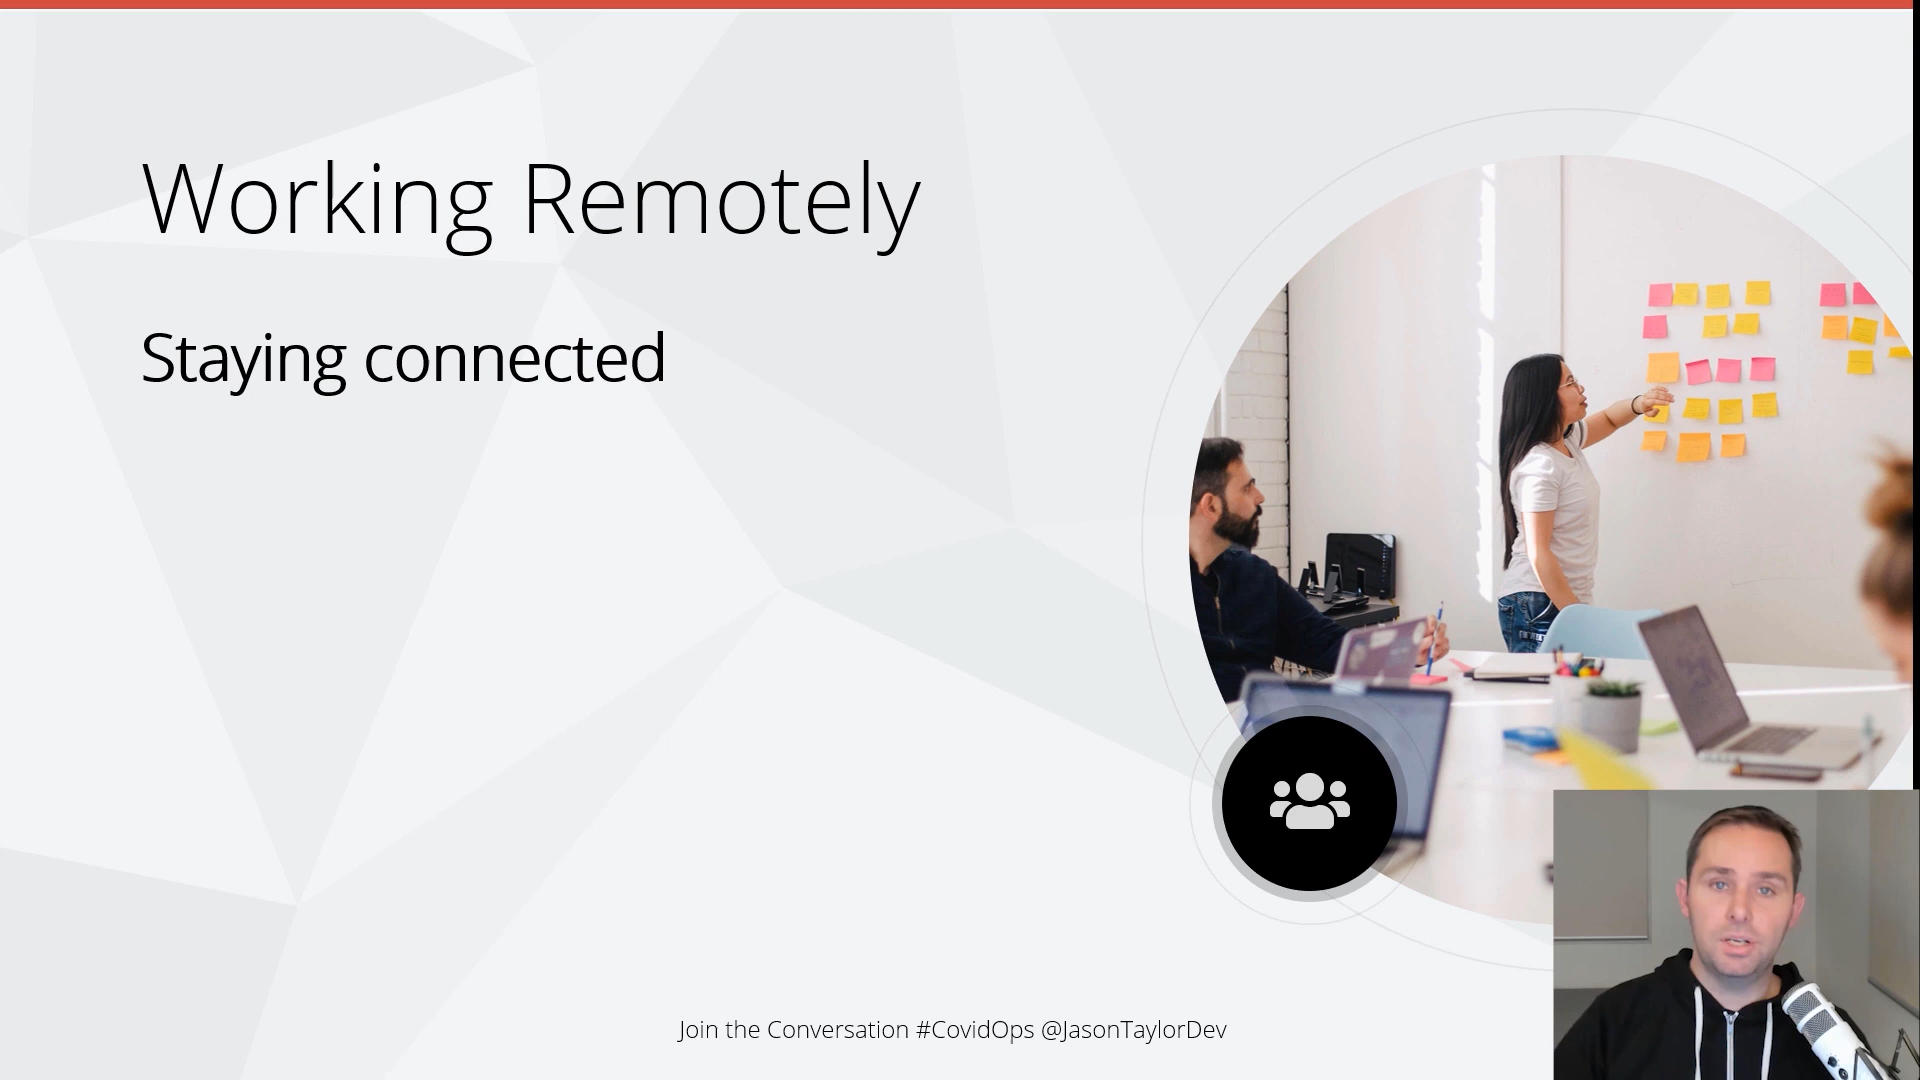 Working Remotely
Staying connected
Join the Conversation #CovidOps @JasonTaylorDev